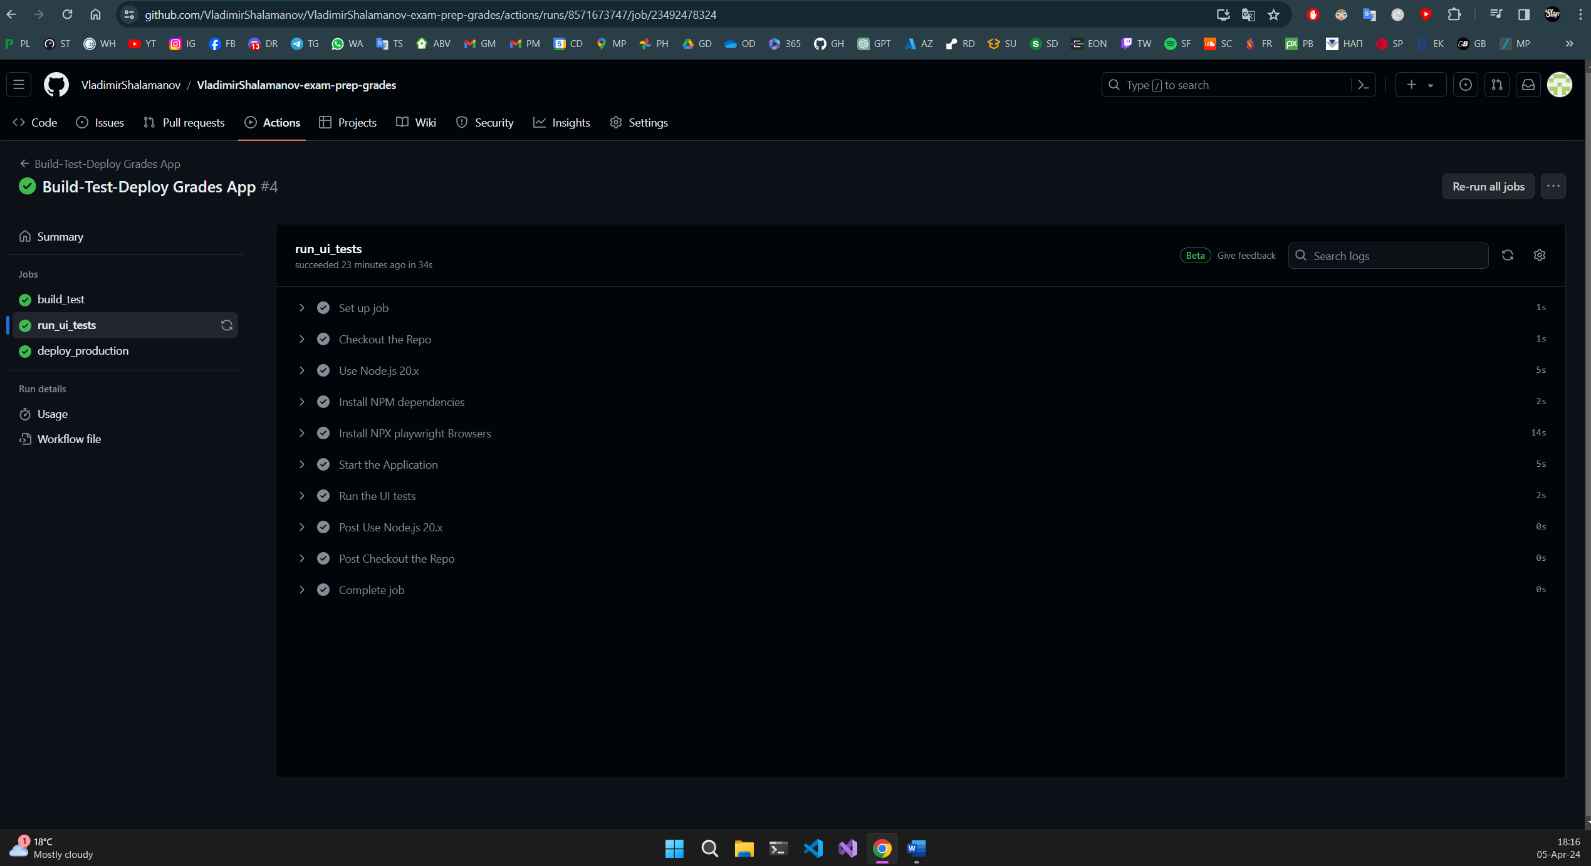 github.com/VladimirShalamanov/VladimirShalamanov-exam-prep-grades/actions/runs/8571673747/job/23492478324
PL ST WH YT IG FB DR TG WA TS ABV GM PM CD MP PH GD OD 365 GH GPT AZ RD SU SD EON TW SF SC FR PB НАП SP EK GB MP »
VladimirShalamanov / VladimirShalamanov-exam-prep-grades
Type / to search
Code Issues Pull requests Actions Projects Wiki Security Insights Settings
← Build-Test-Deploy Grades App
Build-Test-Deploy Grades App #4
Re-run all jobs
Summary
Jobs
build_test
run_ui_tests
deploy_production
Run details
Usage
Workflow file
run_ui_tests
succeeded 23 minutes ago in 34s
Beta Give feedback
Search logs
Set up job 1s
Checkout the Repo 1s
Use Node.js 20.x 5s
Install NPM dependencies 2s
Install NPX playwright Browsers 14s
Start the Application 5s
Run the UI tests 2s
Post Use Node.js 20.x 0s
Post Checkout the Repo 0s
Complete job 0s
1
18°C
Mostly cloudy
18:16
05-Apr-24